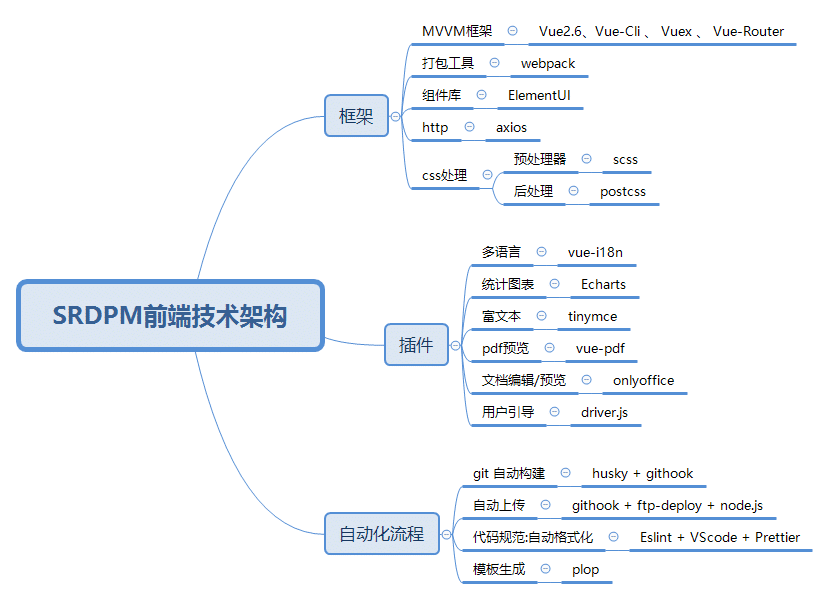 SRDPM前端技术架构
框架
MVVM框架 Vue2.6、Vue-Cli 、 Vuex 、 Vue-Router
打包工具 webpack
组件库 ElementUI
http axios
css处理
预处理器 scss
后处理 postcss
插件
多语言 vue-i18n
统计图表 Echarts
富文本 tinymce
pdf预览 vue-pdf
文档编辑/预览 onlyoffice
用户引导 driver.js
自动化流程
git 自动构建 husky + githook
自动上传 githook + ftp-deploy + node.js
代码规范:自动格式化 Eslint + VScode + Prettier
模板生成 plop